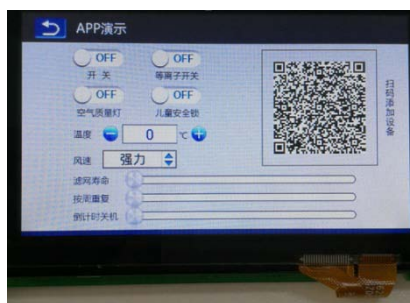 APP演示
OFF OFF
开关 等离子开关
OFF OFF
空气质量灯 儿童安全锁
温度 0 ℃
风速 强力
滤网寿命
按周重复
倒计时关机
扫码添加设备